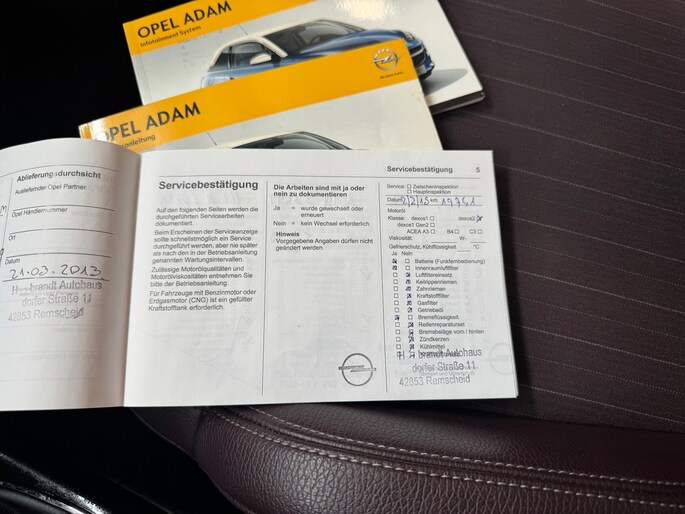 OPEL ADAM
Infotainment System
OPEL ADAM
Ablieferungsdurchsicht
Ausliefernder Opel Partner
Opel Händlernummer
Ort
Datum
21.03.2013
brandt Autohaus
dorfer Straße 11
42853 Remscheid
Servicebestätigung
Auf den folgenden Seiten werden die
durchgeführten Servicearbeiten
dokumentiert.
Beim Erscheinen der Serviceanzeige
sollte schnellstmöglich ein Service
durchgeführt werden, aber nie später
als nach den in der Betriebsanleitung
genannten Wartungsintervallen.
Zulässige Motorölqualitäten und
Motorölviskositäten entnehmen Sie
bitte der Betriebsanleitung.
Für Fahrzeuge mit Benzinmotor oder
Erdgasmotor (CNG) ist ein gefüllter
Kraftstofftank erforderlich.
Die Arbeiten sind mit ja oder
nein zu dokumentieren
Ja = wurde gewechselt oder
erneuert
Nein = kein Wechsel erforderlich
Hinweis
Vorgegebene Angaben dürfen nicht
geändert werden.
Servicebestätigung 5
Service: Zwischeninspektion
Hauptinspektion
Datum km 19741
Motoröl
Klasse: dexos1 dexos2
dexos1 Gen2
ACEA A3 B4 C3
Viskosität: W-
Gefrierschutz, Kühlflüssigkeit °C
Ja Nein
Batterie (Funkfernbedienung)
Innenraumluftfilter
Luftfiltereinsatz
Keilrippenriemen
Zahnriemen
Kraftstofffilter
Gasfilter
Getriebeöl
Bremsflüssigkeit
Reifenreparaturset
Bremsbeläge vorn / hinten
Zündkerzen
Kühlmittel
brandt Autohaus
dorfer Straße 11
42853 Remscheid